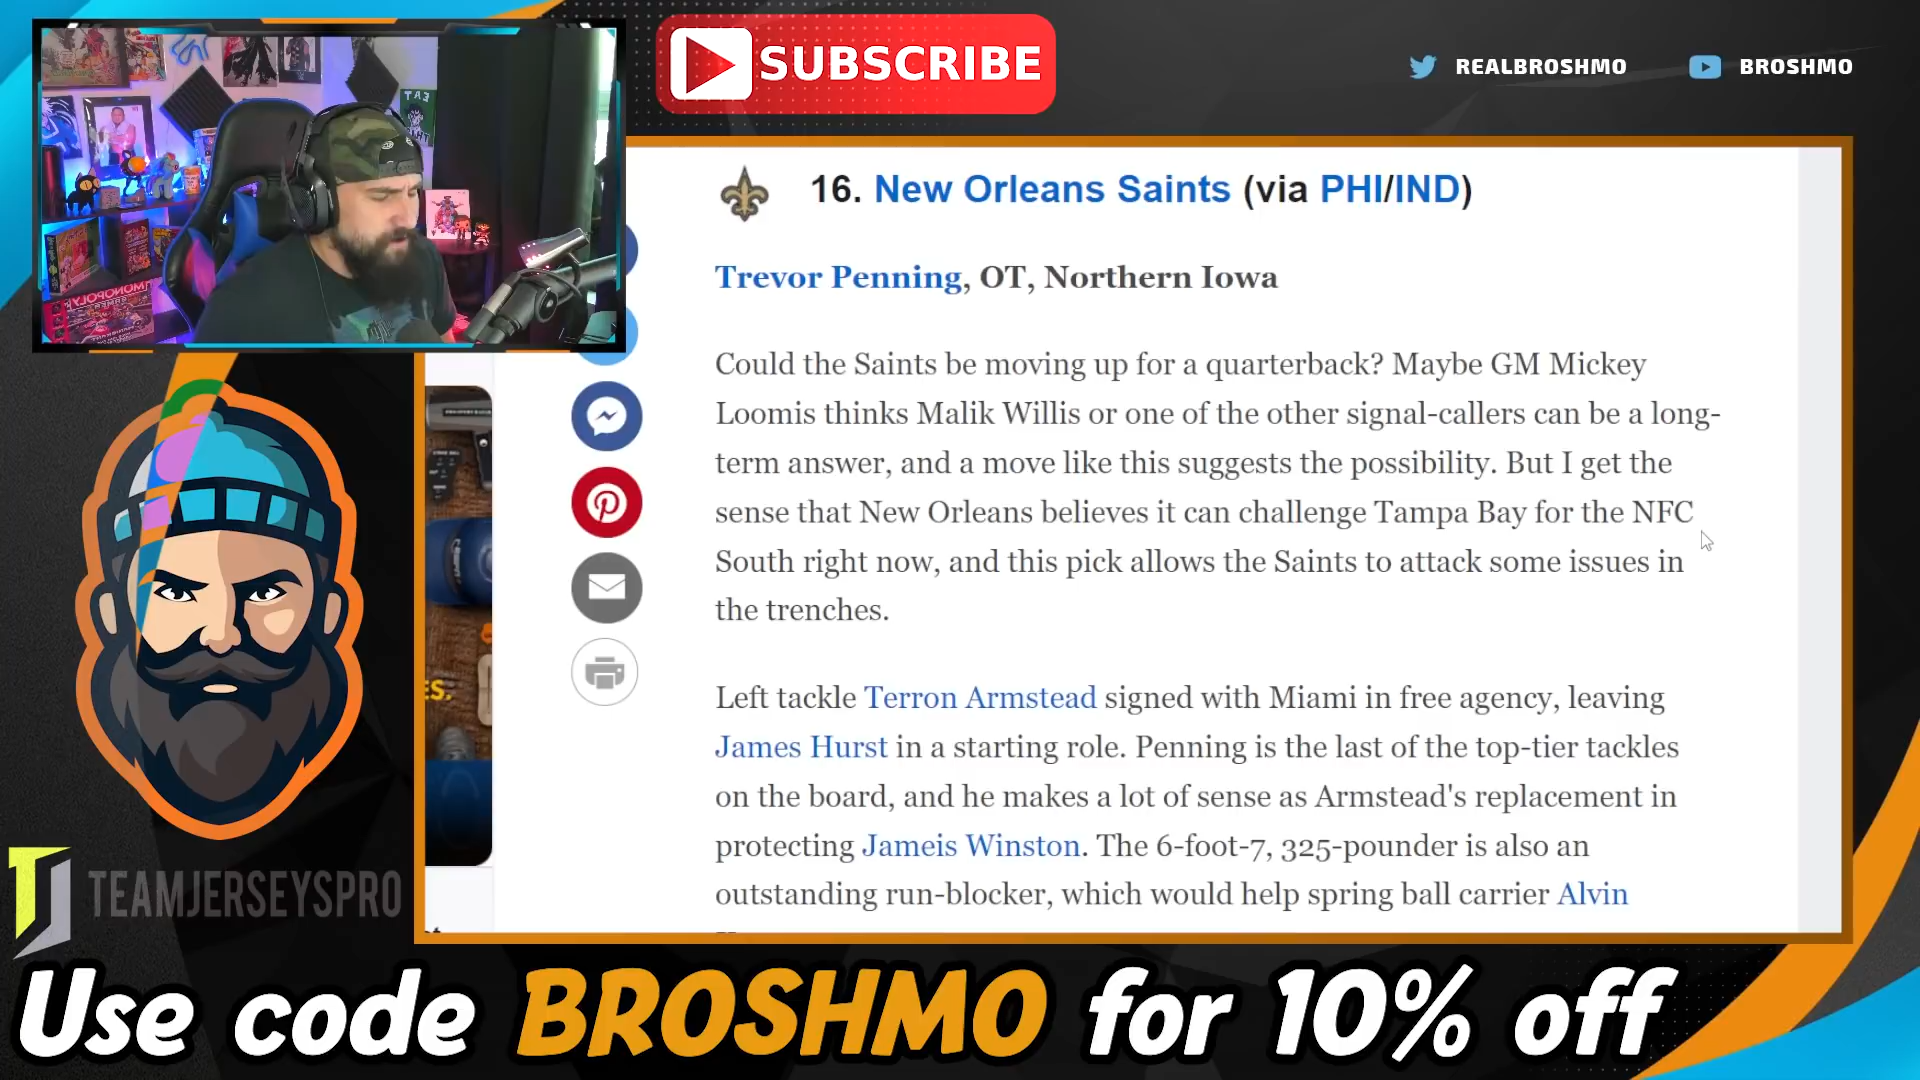 SUBSCRIBE
REALBROSHMO
BROSHMO
EAT
MONOPOLY
16. New Orleans Saints (via PHI/IND)
Trevor Penning, OT, Northern Iowa
Could the Saints be moving up for a quarterback? Maybe GM Mickey
Loomis thinks Malik Willis or one of the other signal-callers can be a long-
term answer, and a move like this suggests the possibility. But I get the
sense that New Orleans believes it can challenge Tampa Bay for the NFC
South right now, and this pick allows the Saints to attack some issues in
the trenches.
Left tackle Terron Armstead signed with Miami in free agency, leaving
James Hurst in a starting role. Penning is the last of the top-tier tackles
on the board, and he makes a lot of sense as Armstead's replacement in
protecting Jameis Winston. The 6-foot-7, 325-pounder is also an
outstanding run-blocker, which would help spring ball carrier Alvin
ES.
TJ TEAMJERSEYSPRO
Use code BROSHMO for 10% off